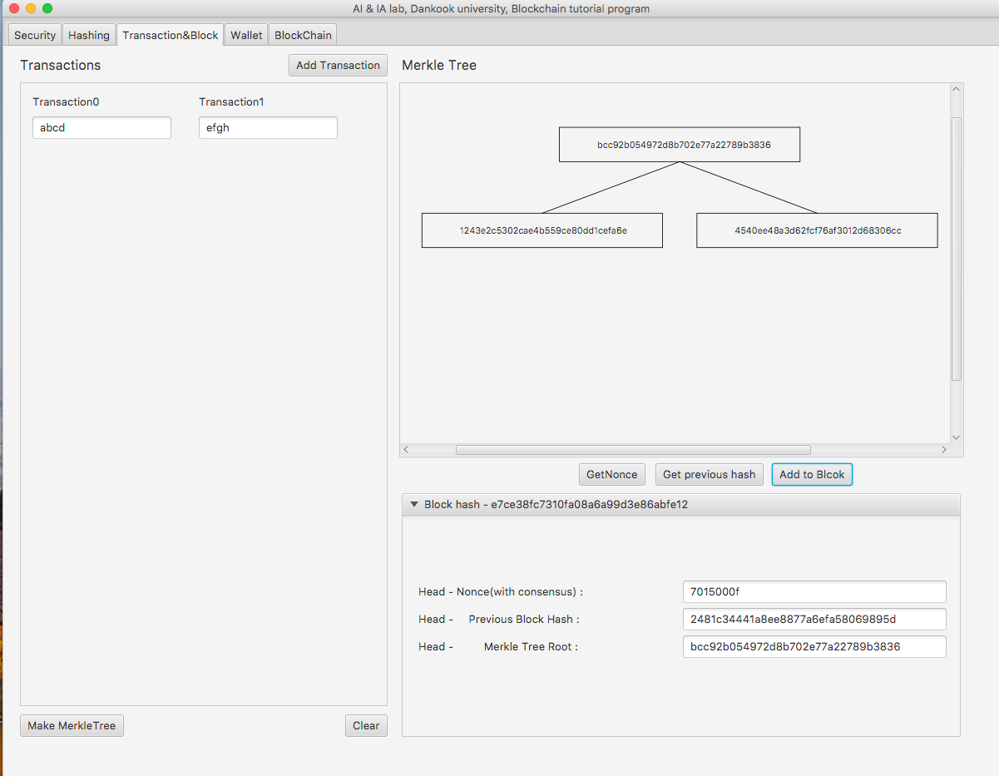 AI & IA lab, Dankook university, Blockchain tutorial program
Security Hashing Transaction&Block Wallet BlockChain
Transactions
Add Transaction
Transaction0 Transaction1
abcd efgh
Make MerkleTree Clear
Merkle Tree
bcc92b054972d8b702e77a22789b3836
1243e2c5302cae4b559ce80dd1cefa6e 4540ee48a3d62fcf76af3012d68306cc
GetNonce Get previous hash Add to Blcok
Block hash - e7ce38fc7310fa08a6a99d3e86abfe12
Head - Nonce(with consensus) : 7015000f
Head - Previous Block Hash : 2481c34441a8ee8877a6efa58069895d
Head - Merkle Tree Root : bcc92b054972d8b702e77a22789b3836